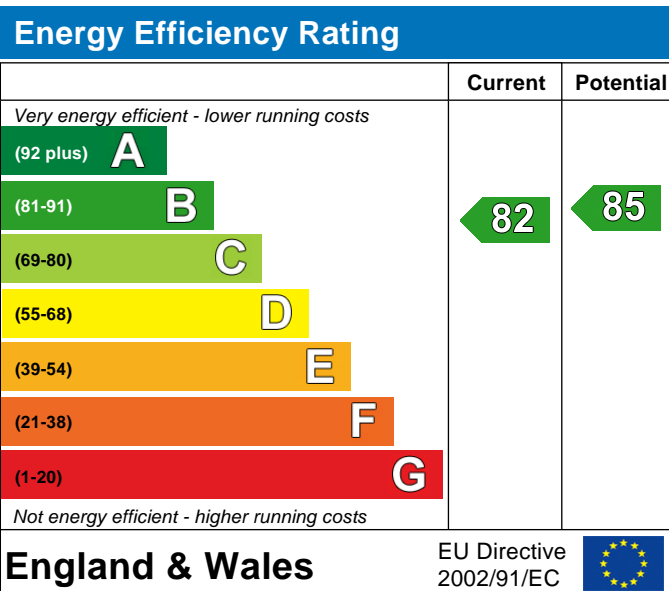 Energy Efficiency Rating
Current Potential
Very energy efficient - lower running costs
(92 plus) A
(81-91) B
82 85
(69-80) C
(55-68) D
(39-54) E
(21-38) F
(1-20) G
Not energy efficient - higher running costs
England & Wales
EU Directive
2002/91/EC